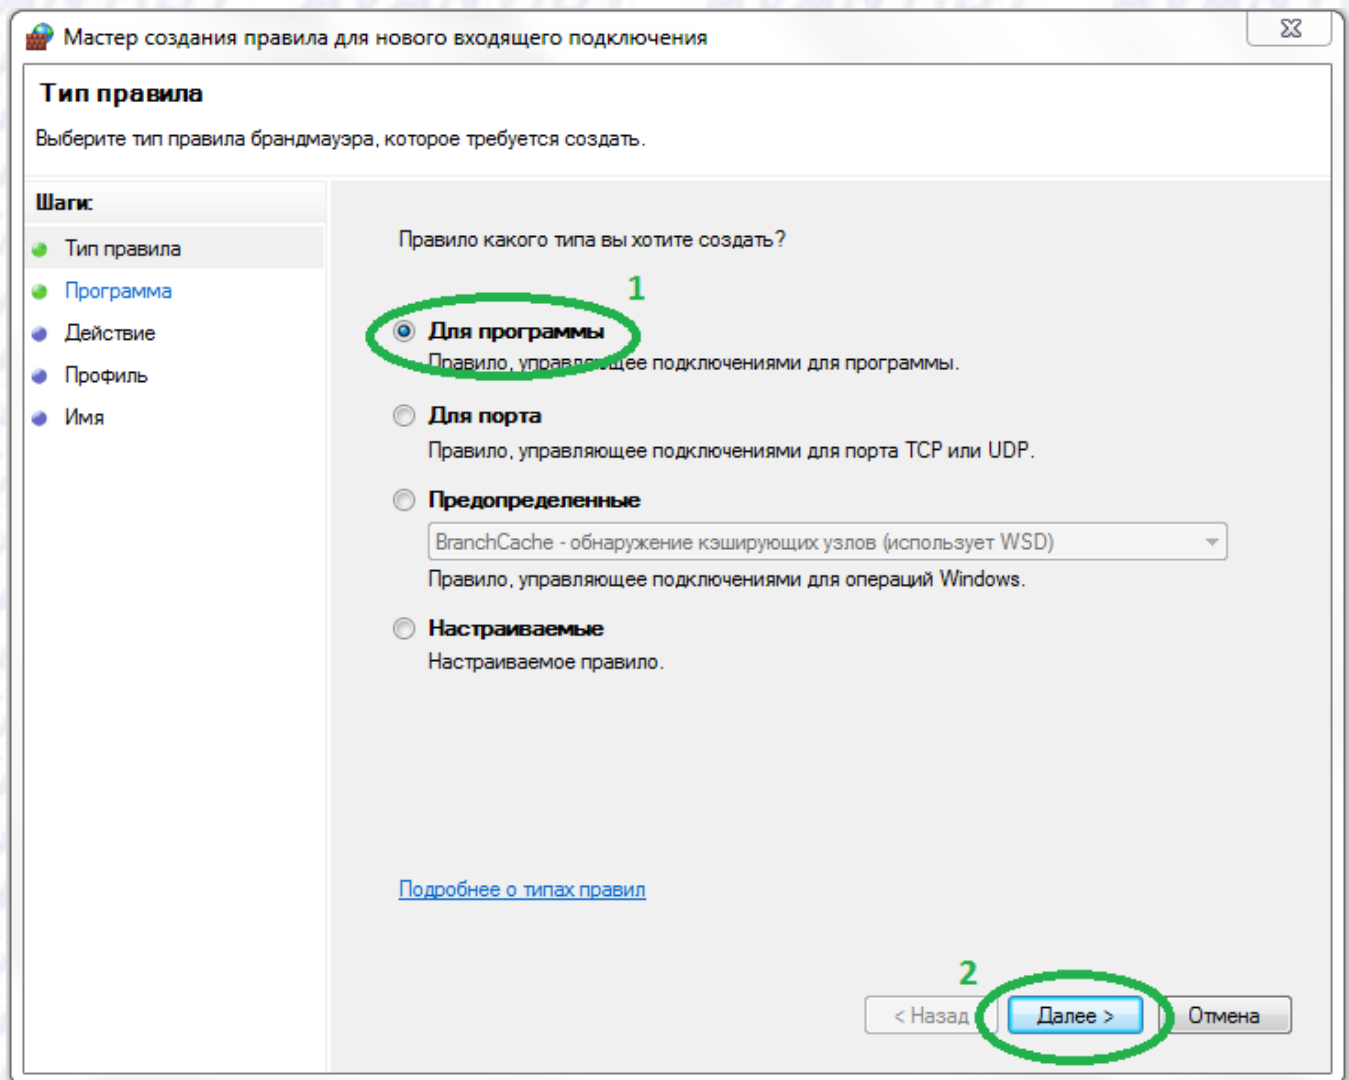 Мастер создания правила для нового входящего подключения
Тип правила
Выберите тип правила брандмауэра, которое требуется создать.
Шаги:
Тип правила
Программа
Действие
Профиль
Имя
Правило какого типа вы хотите создать?
1
Для программы
Правило, управляющее подключениями для программы.
Для порта
Правило, управляющее подключениями для порта TCP или UDP.
Предопределенные
BranchCache - обнаружение кэширующих узлов (использует WSD)
Правило, управляющее подключениями для операций Windows.
Настраиваемые
Настраиваемое правило.
Подробнее о типах правил
2
< Назад
Далее >
Отмена